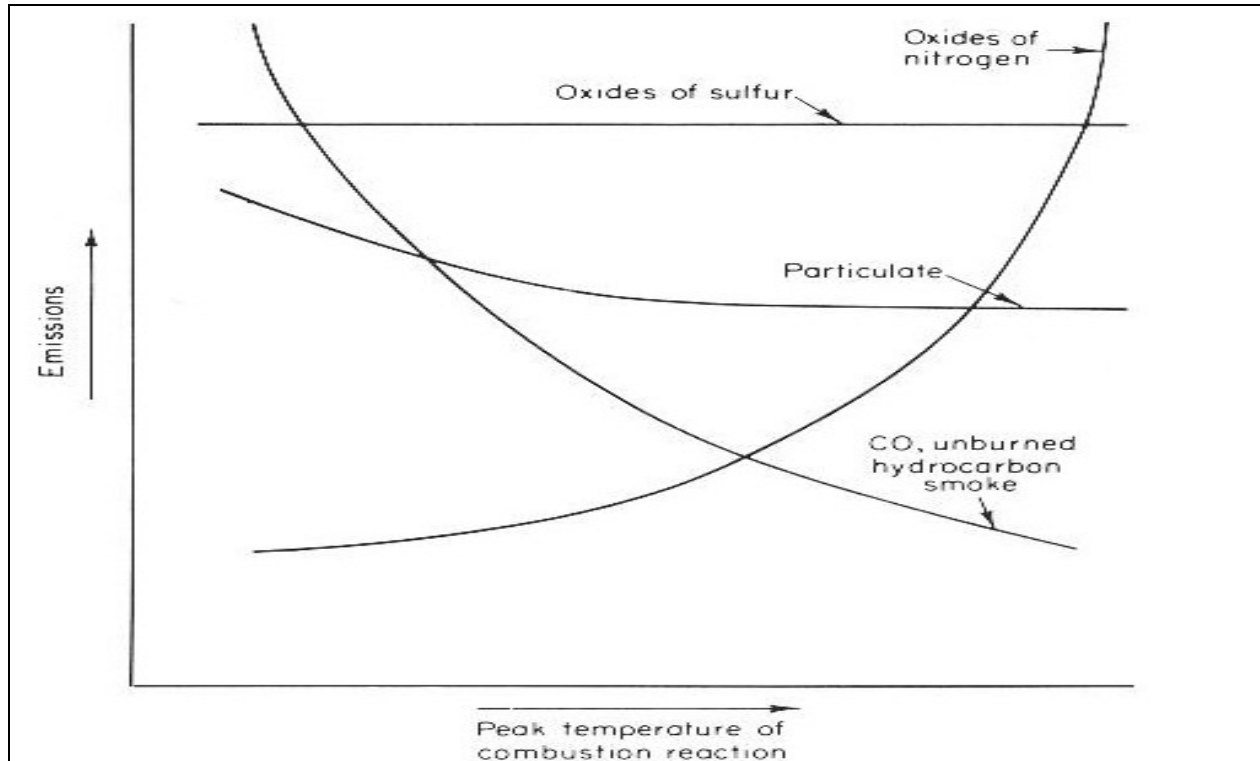 Oxides of
nitrogen
Oxides of sulfur
Particulate
Emissions
CO, unburned
hydrocarbon
smoke
Peak temperature of
combustion reaction